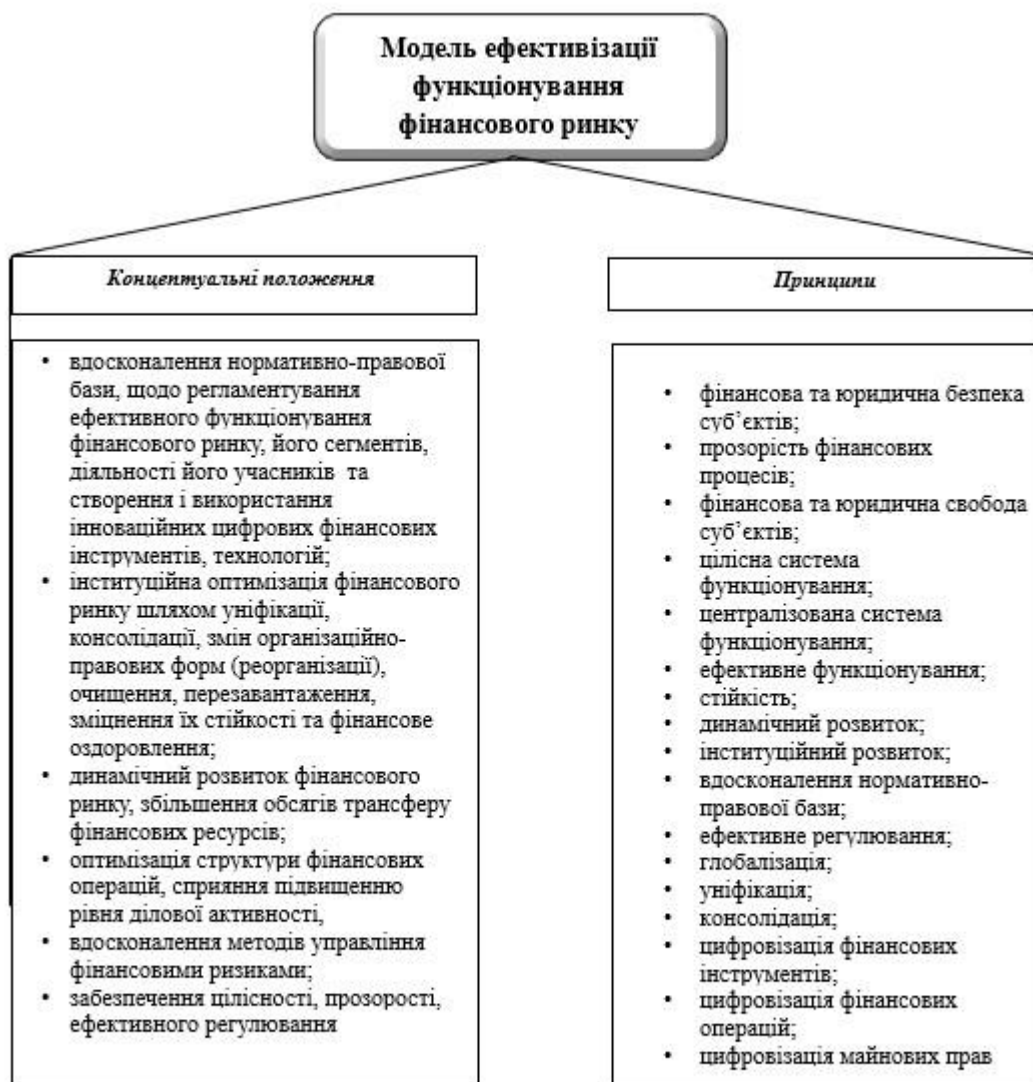 Модель ефективізації
функціонування
фінансового ринку
Концептуальні положення
• вдосконалення нормативно-правової
бази, щодо регламентування
ефективного функціонування
фінансового ринку, його сегментів,
діяльності його учасників та
створення і використання
інноваційних цифрових фінансових
інструментів, технологій;
• інституційна оптимізація фінансового
ринку шляхом уніфікації,
консолідації, змін організаційно-
правових форм (реорганізації),
очищення, перезавантаження,
зміцнення їх стійкості та фінансове
оздоровлення;
• динамічний розвиток фінансового
ринку, збільшення обсягів трансферу
фінансових ресурсів;
• оптимізація структури фінансових
операцій, сприяння підвищенню
рівня ділової активності,
• вдосконалення методів управління
фінансовими ризиками;
• забезпечення цілісності, прозорості,
ефективного регулювання
Принципи
• фінансова та юридична безпека
суб’єктів;
• прозорість фінансових
процесів;
• фінансова та юридична свобода
суб’єктів;
• цілісна система
функціонування;
• централізована система
функціонування;
• ефективне функціонування;
• стійкість;
• динамічний розвиток;
• інституційний розвиток;
• вдосконалення нормативно-
правової бази;
• ефективне регулювання;
• глобалізація;
• уніфікація;
• консолідація;
• цифровізація фінансових
інструментів;
• цифровізація фінансових
операцій;
• цифровізація майнових прав